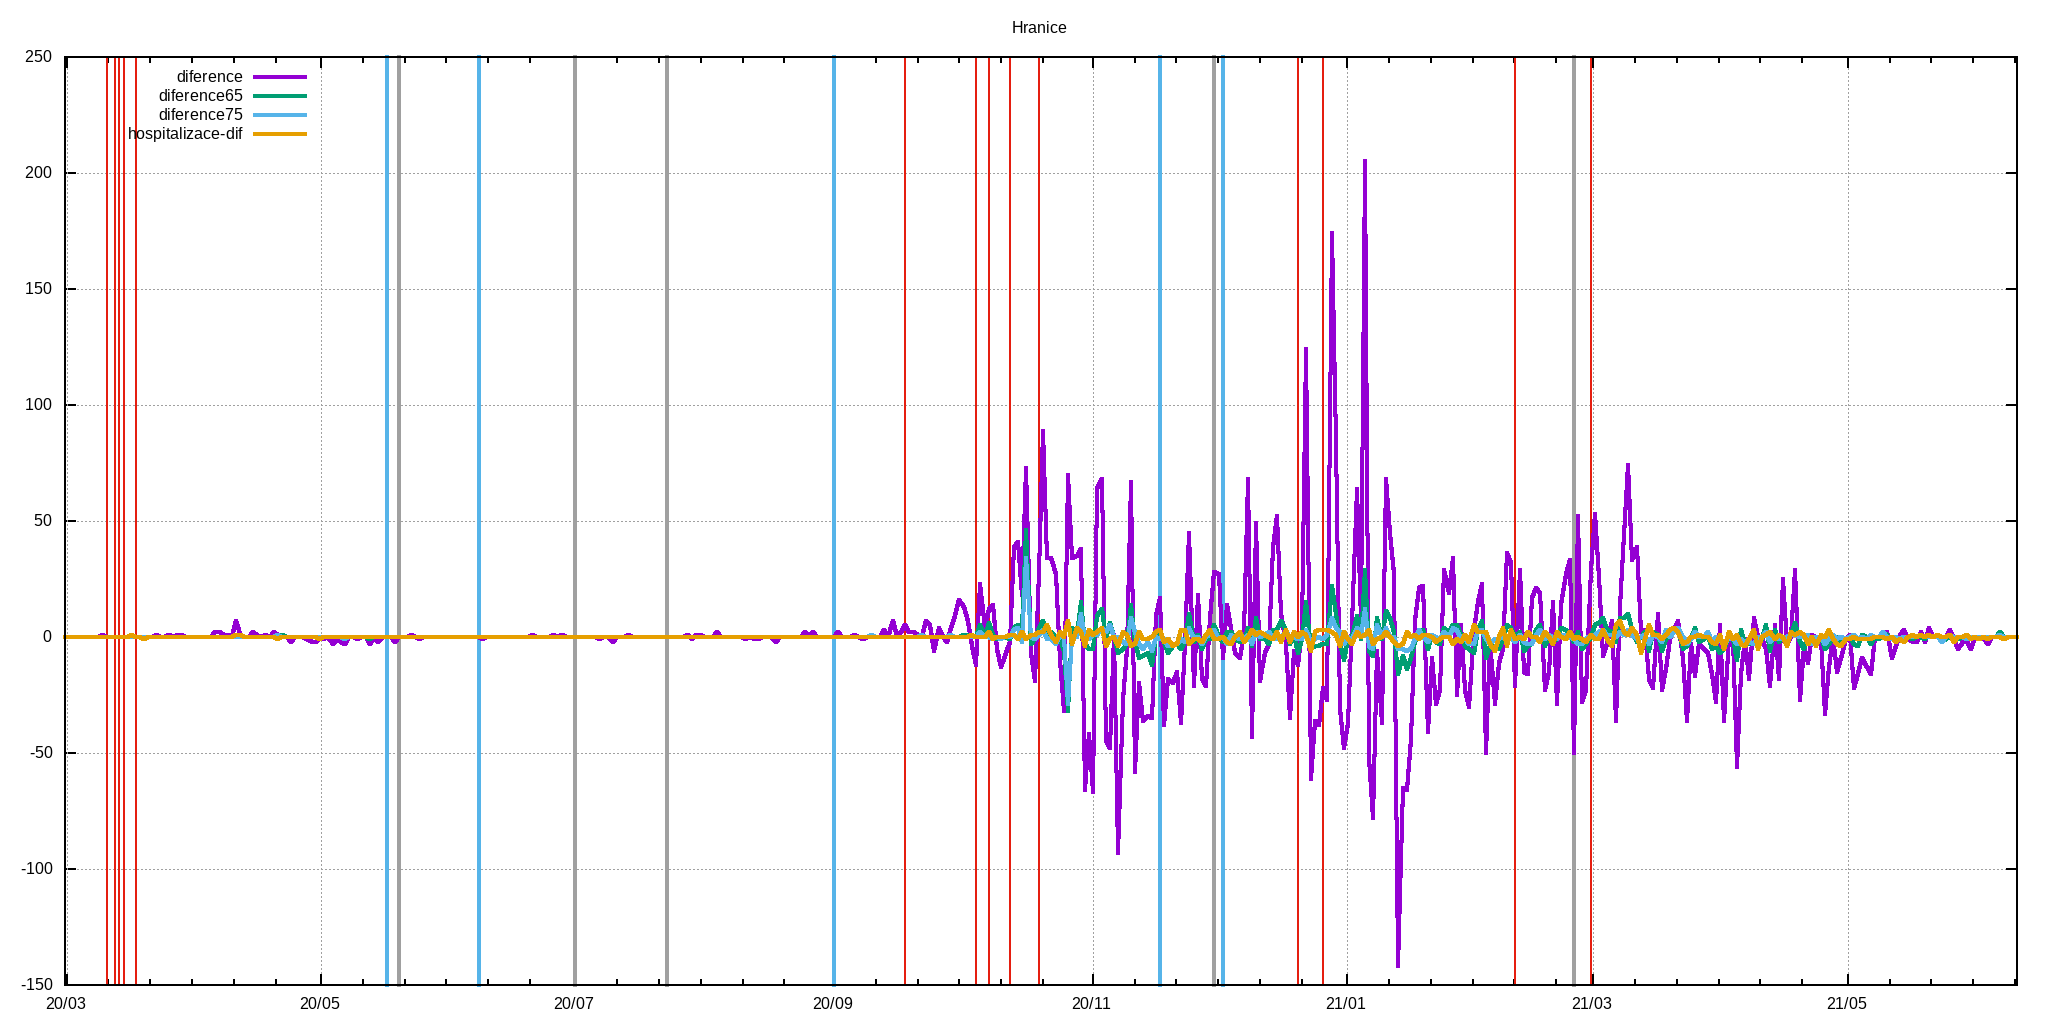 Hranice
250
200
150
100
50
0
-50
-100
-150
diference
diference65
diference75
hospitalizace-dif
20/03 20/05 20/07 20/09 20/11 21/01 21/03 21/05